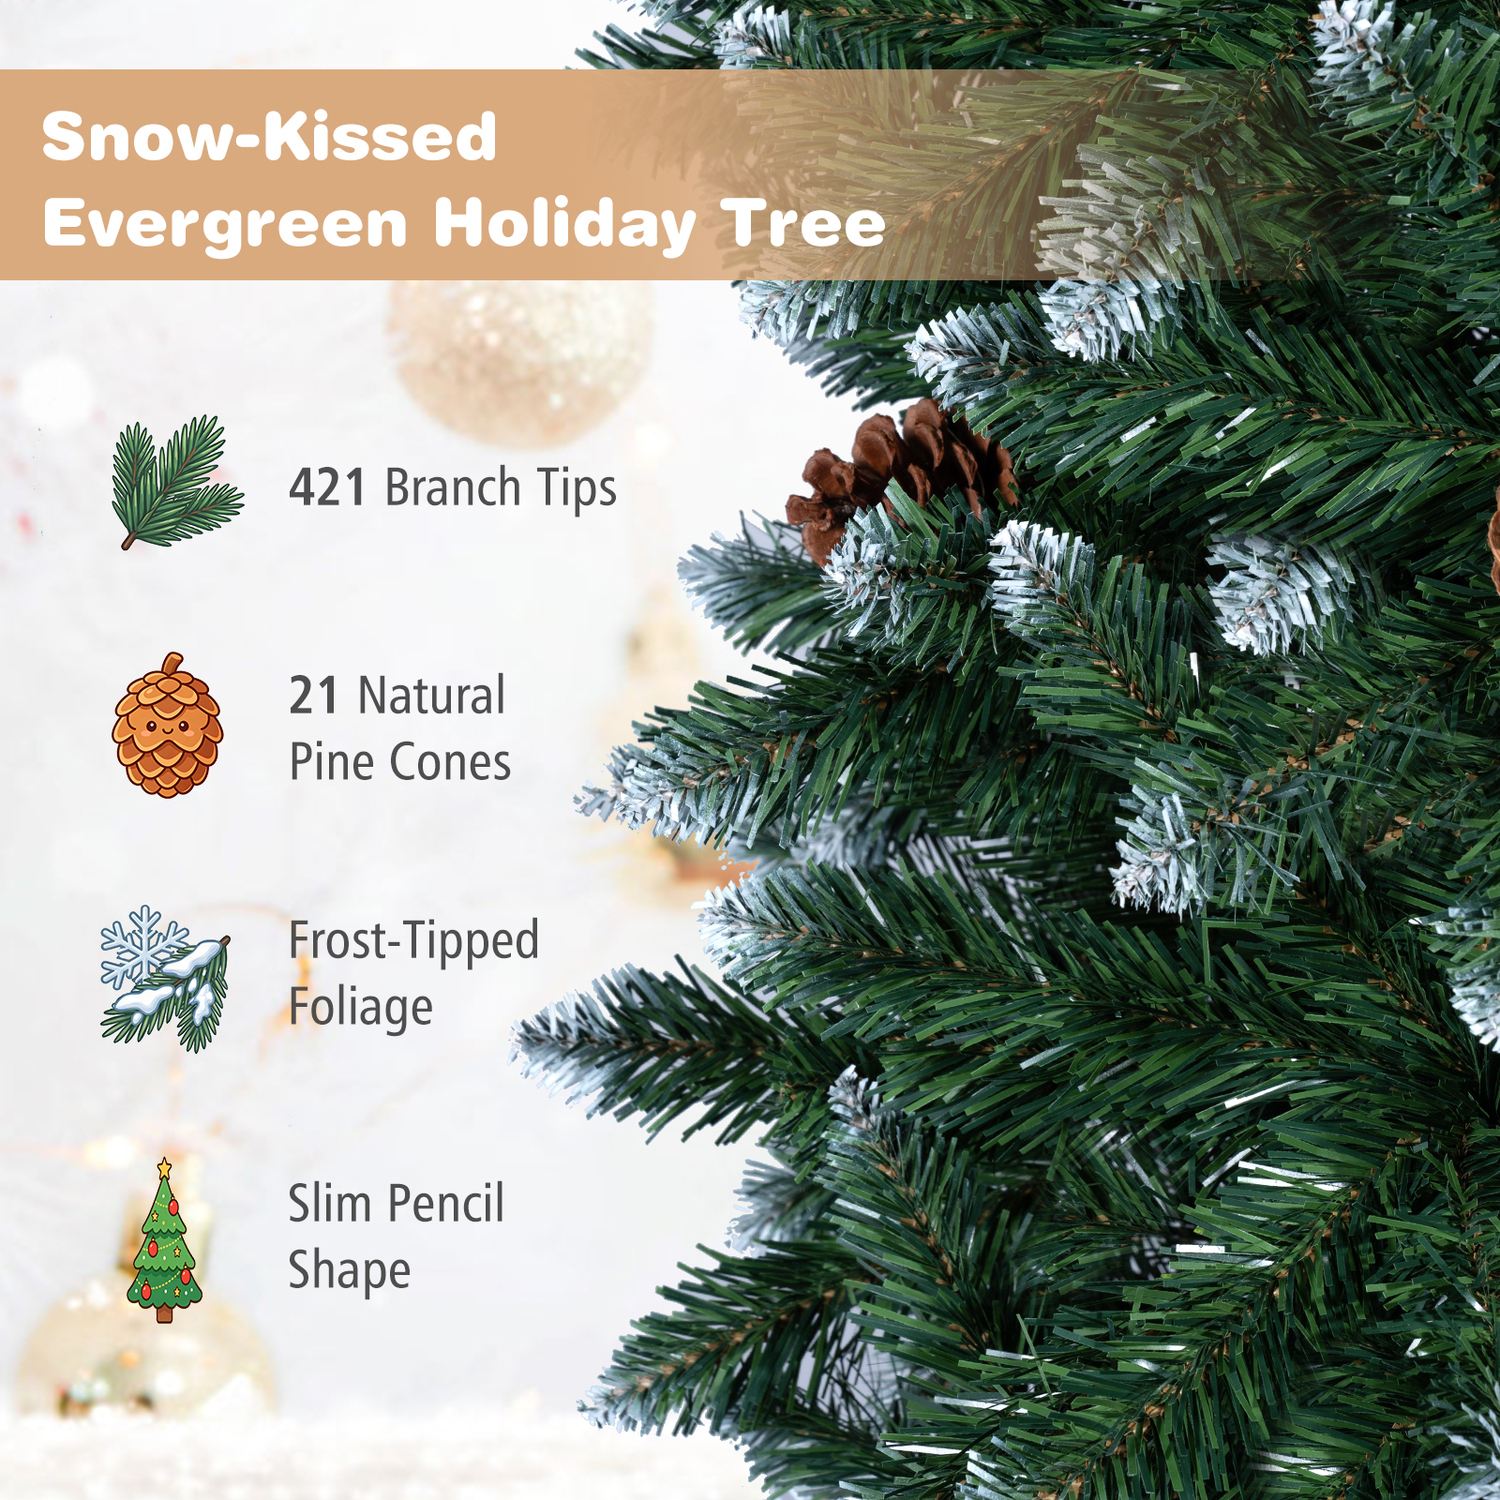 Snow-Kissed
Evergreen Holiday Tree
421 Branch Tips
21 Natural
Pine Cones
Frost-Tipped
Foliage
Slim Pencil
Shape